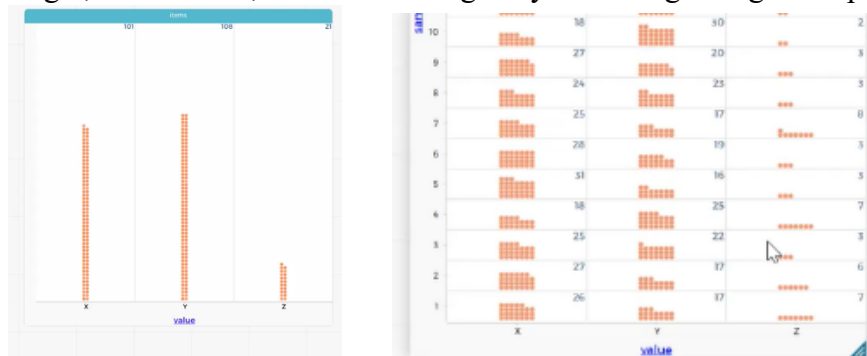 items
101 108 21
X Y Z
value
10 18 30 2
9 27 20 3
8 24 23 3
7 25 17 8
6 28 19 3
5 31 16 3
4 18 25 7
3 25 22 3
2 27 17 6
1 26 17 7
X Y Z
value